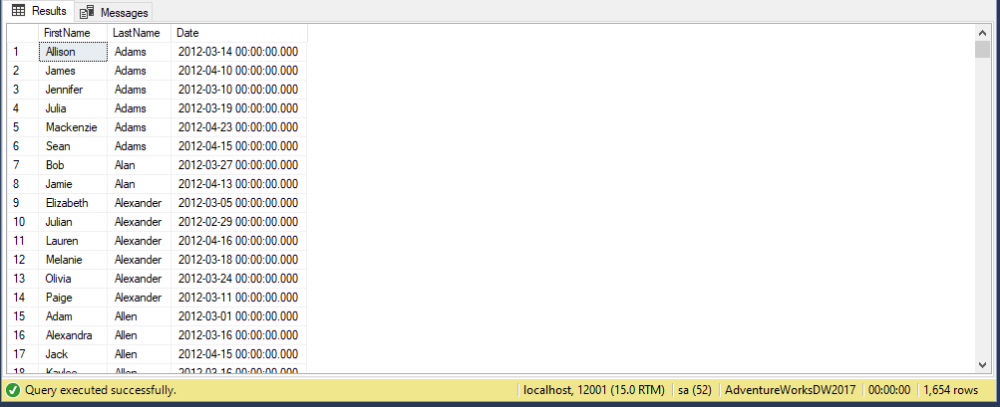 Results Messages
FirstName LastName Date
1 Allison Adams 2012-03-14 00:00:00.000
2 James Adams 2012-04-10 00:00:00.000
3 Jennifer Adams 2012-03-10 00:00:00.000
4 Julia Adams 2012-03-19 00:00:00.000
5 Mackenzie Adams 2012-04-23 00:00:00.000
6 Sean Adams 2012-04-15 00:00:00.000
7 Bob Alan 2012-03-27 00:00:00.000
8 Jamie Alan 2012-04-13 00:00:00.000
9 Elizabeth Alexander 2012-03-05 00:00:00.000
10 Julian Alexander 2012-02-29 00:00:00.000
11 Lauren Alexander 2012-04-16 00:00:00.000
12 Melanie Alexander 2012-03-18 00:00:00.000
13 Olivia Alexander 2012-03-24 00:00:00.000
14 Paige Alexander 2012-03-11 00:00:00.000
15 Adam Allen 2012-03-01 00:00:00.000
16 Alexandra Allen 2012-03-16 00:00:00.000
17 Jack Allen 2012-04-15 00:00:00.000
18 Kaylee Allen 2012-03-16 00:00:00.000
Query executed successfully. localhost, 12001 (15.0 RTM) sa (52) AdventureWorksDW2017 00:00:00 1,654 rows